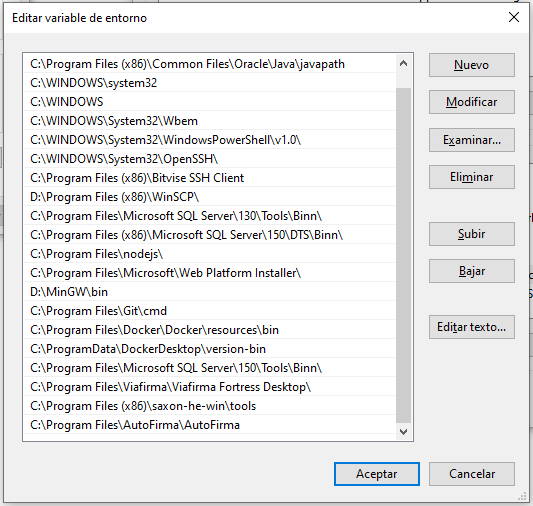 Editar variable de entorno
C:\Program Files (x86)\Common Files\Oracle\Java\javapath
C:\WINDOWS\system32
C:\WINDOWS
C:\WINDOWS\System32\Wbem
C:\WINDOWS\System32\WindowsPowerShell\v1.0\
C:\WINDOWS\System32\OpenSSH\
C:\Program Files (x86)\Bitvise SSH Client
D:\Program Files (x86)\WinSCP\
C:\Program Files\Microsoft SQL Server\130\Tools\Binn\
C:\Program Files (x86)\Microsoft SQL Server\150\DTS\Binn\
C:\Program Files\nodejs\
C:\Program Files\Microsoft\Web Platform Installer\
D:\MinGW\bin
C:\Program Files\Git\cmd
C:\Program Files\Docker\Docker\resources\bin
C:\ProgramData\DockerDesktop\version-bin
C:\Program Files\Microsoft SQL Server\150\Tools\Binn\
C:\Program Files\Viafirma\Viafirma Fortress Desktop\
C:\Program Files (x86)\saxon-he-win\tools
C:\Program Files\AutoFirma\AutoFirma
Nuevo
Modificar
Examinar...
Eliminar
Subir
Bajar
Editar texto...
Aceptar
Cancelar